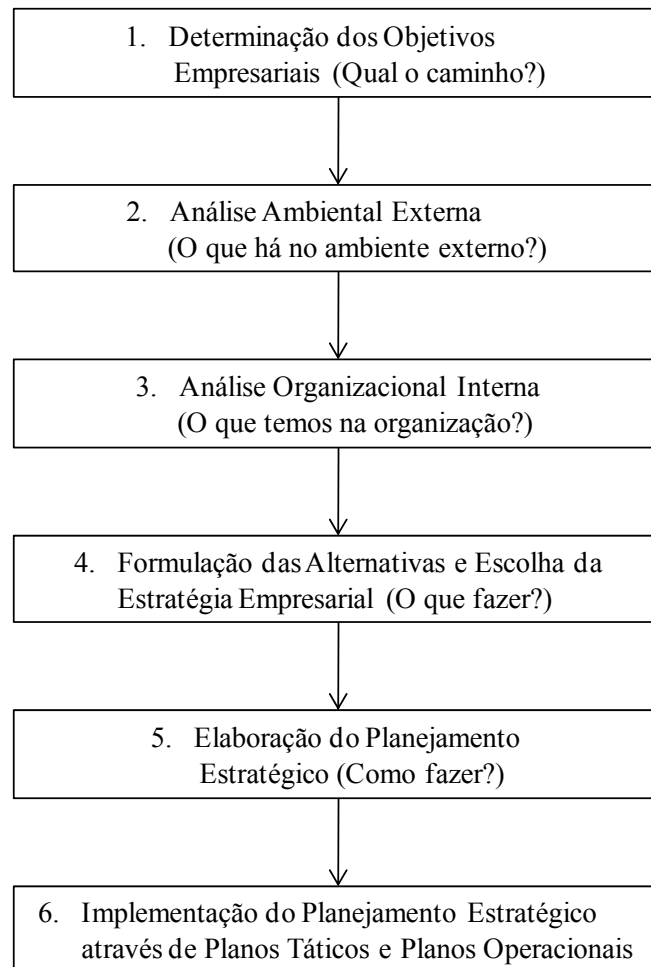 1. Determinação dos Objetivos
Empresariais (Qual o caminho?)
2. Análise Ambiental Externa
(O que há no ambiente externo?)
3. Análise Organizacional Interna
(O que temos na organização?)
4. Formulação das Alternativas e Escolha da
Estratégia Empresarial (O que fazer?)
5. Elaboração do Planejamento
Estratégico (Como fazer?)
6. Implementação do Planejamento Estratégico
através de Planos Táticos e Planos Operacionais